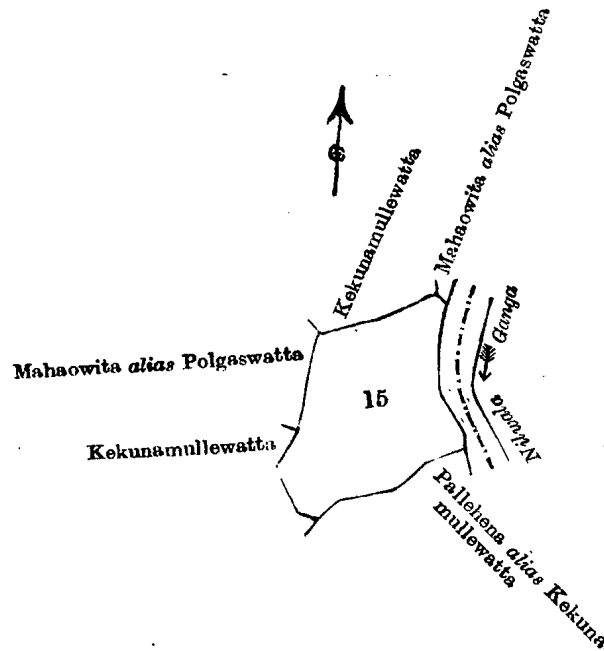 Mahaowita alias Polgaswatta
Kekunamullewatta
Mahaowita alias Polgaswatta
Ganga
15
Kekunamullewatta
Nilwala
Pallehena alias Kekuna
mullewatta